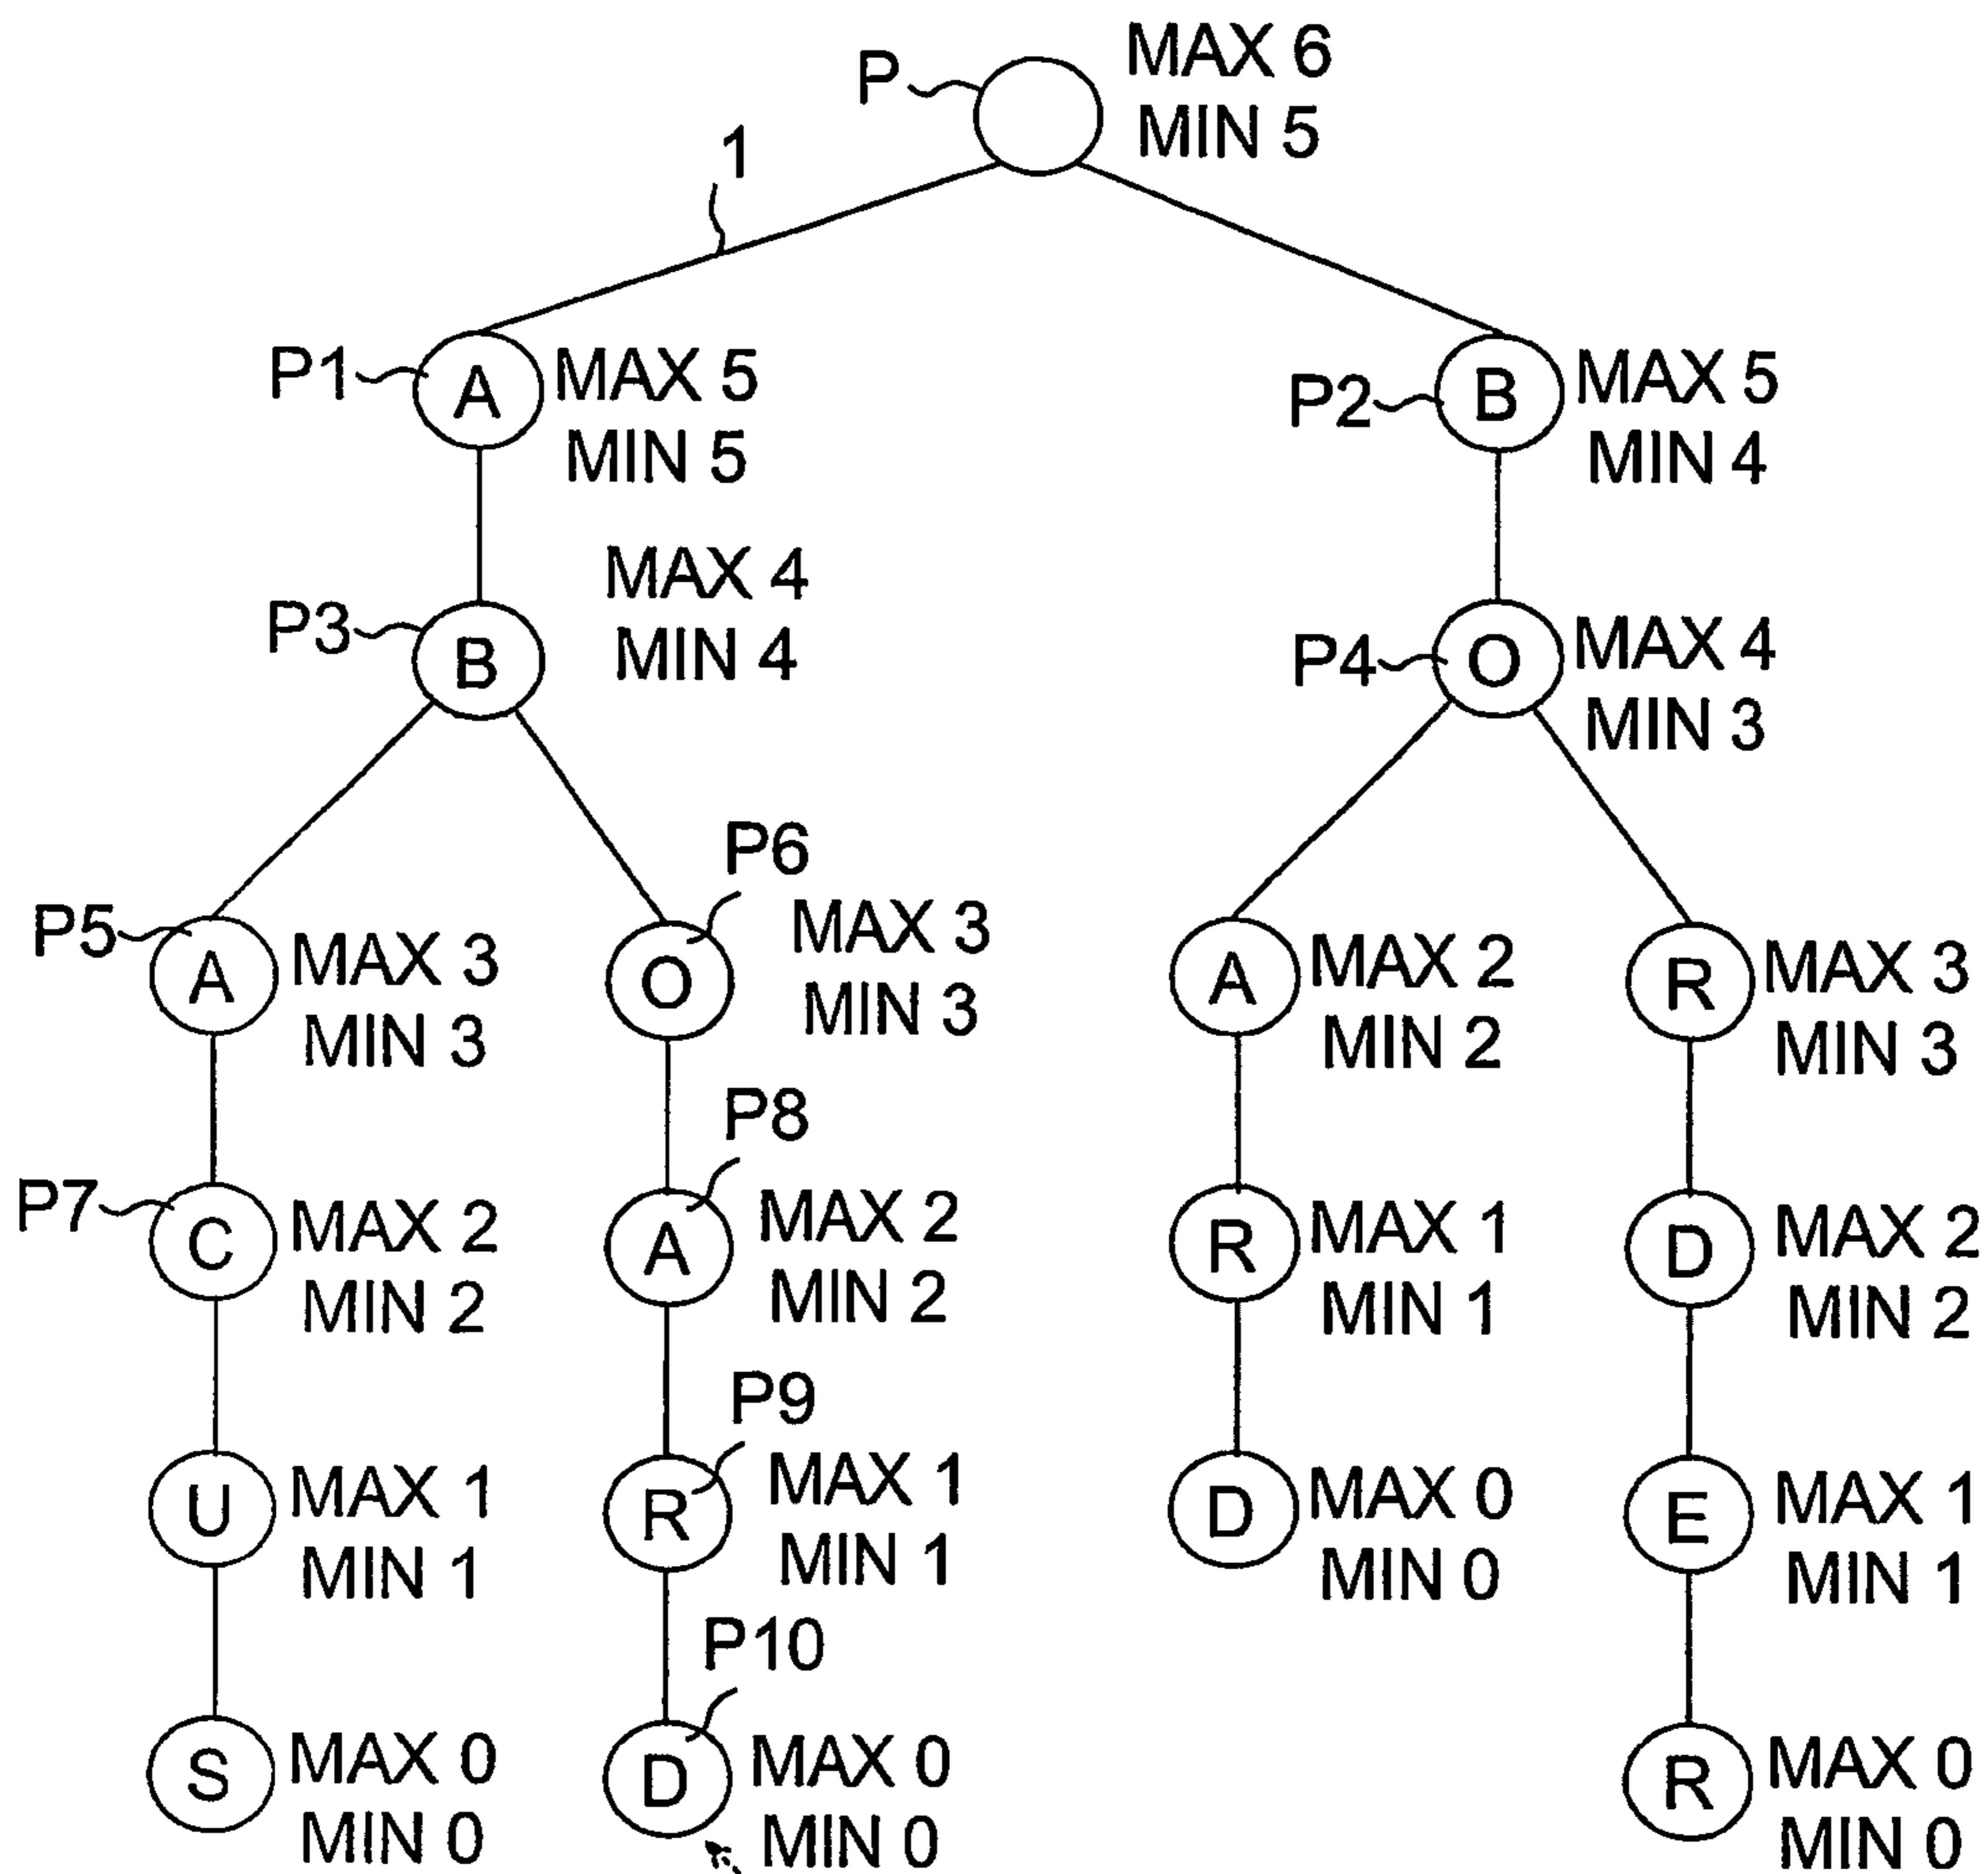 P MAX 6
MIN 5
1
P1 A MAX 5
MIN 5
P2 B MAX 5
MIN 4
P3 B MAX 4
MIN 4
P4 O MAX 4
MIN 3
P5 A MAX 3
MIN 3
P6
O MAX 3
MIN 3
A MAX 2
MIN 2
R MAX 3
MIN 3
P7 C MAX 2
MIN 2
P8
A MAX 2
MIN 2
R MAX 1
MIN 1
D MAX 2
MIN 2
U MAX 1
MIN 1
P9
R MAX 1
MIN 1
D MAX 0
MIN 0
E MAX 1
MIN 1
S MAX 0
MIN 0
P10
D MAX 0
MIN 0
R MAX 0
MIN 0